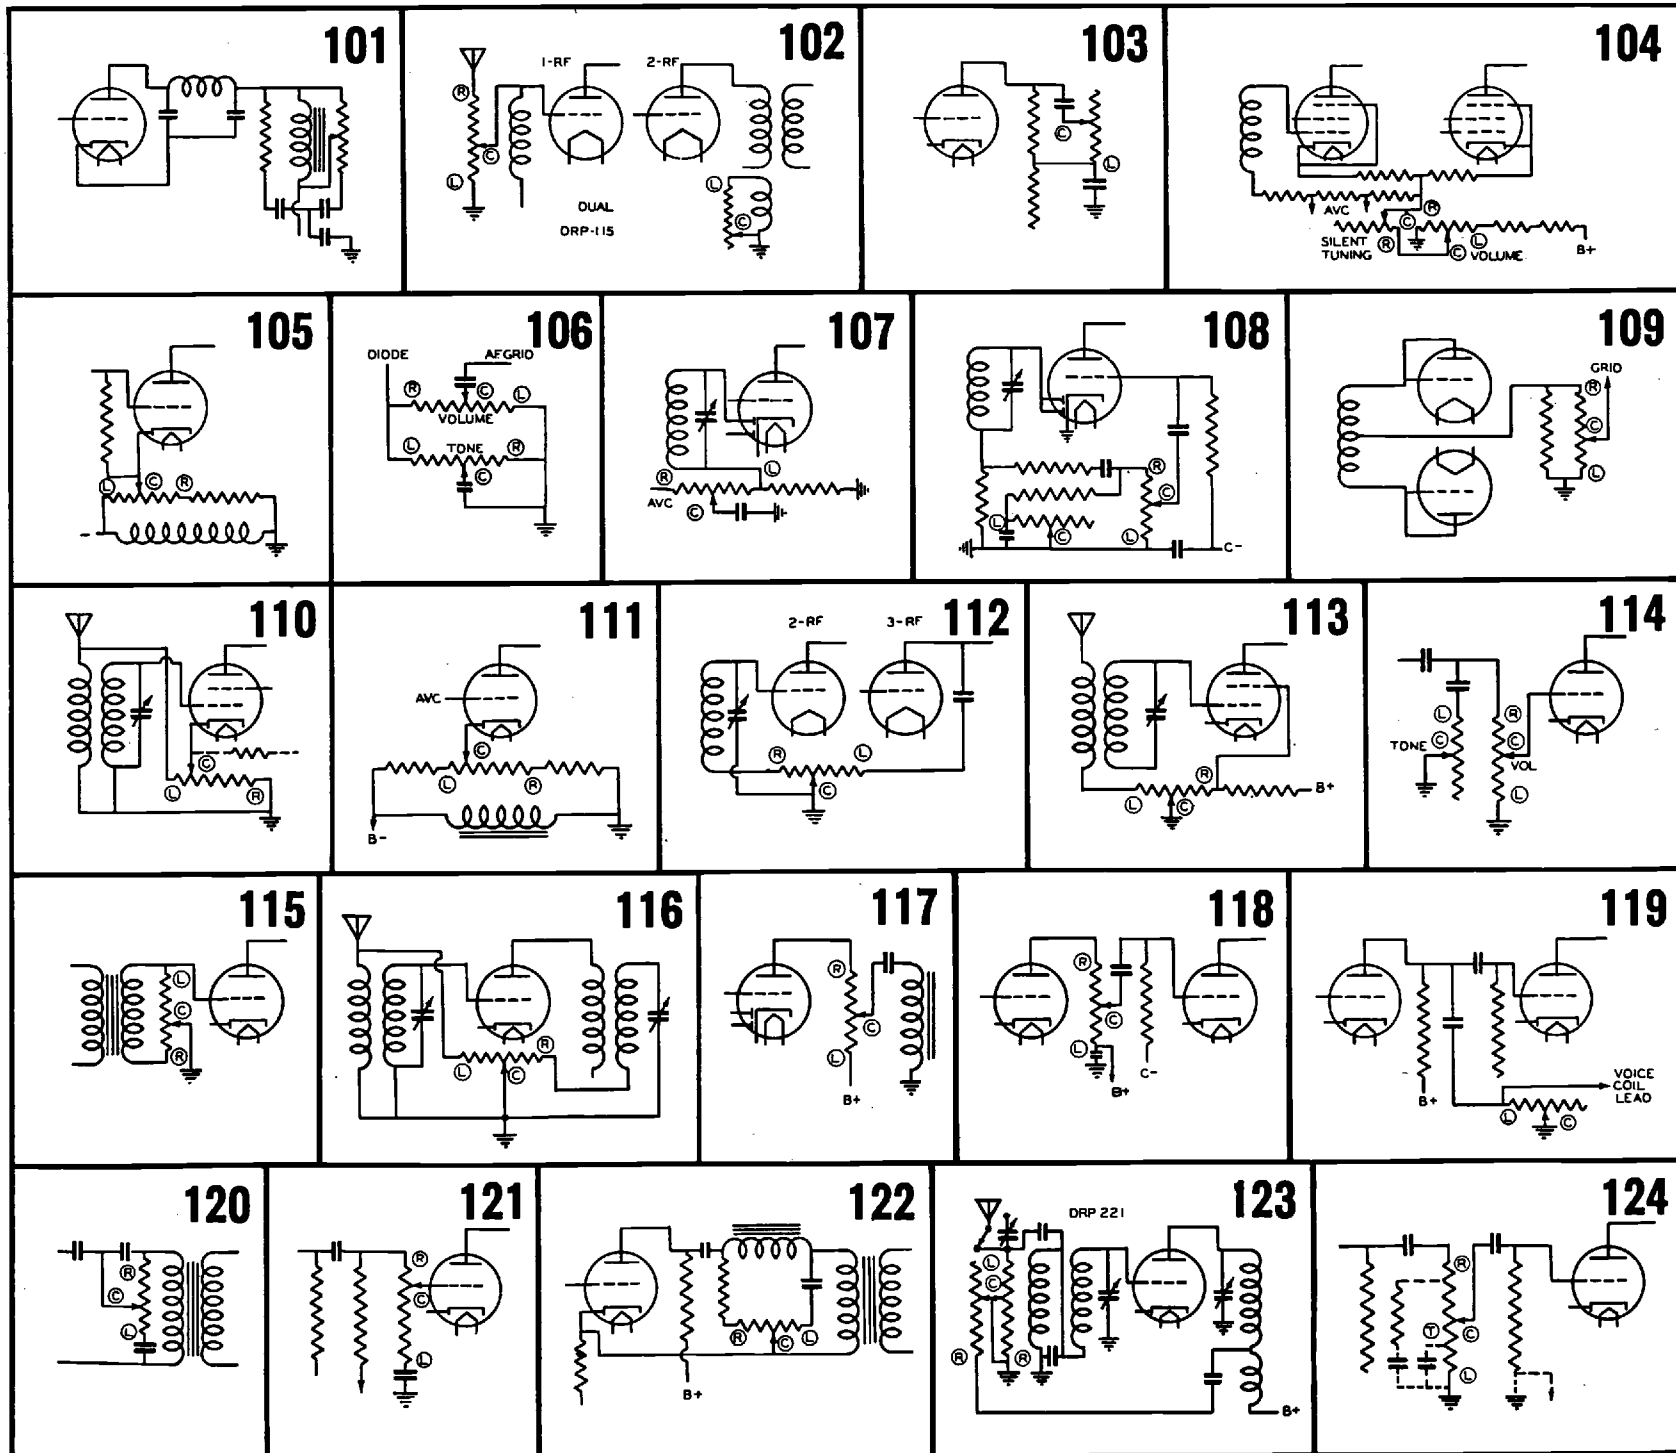 101
102
1-RF
2-RF
R
C
L
L
C
DUAL
DRP-115
103
C
L
104
AVC
R
C
SILENT
TUNING
R
L
C
VOLUME
B+
105
L
C
R
106
DIODE
AFGRID
R
C
L
VOLUME
L
TONE
R
C
107
R
L
AVC
C
108
R
C
L
C
L
C-
109
GRID
R
C
L
110
C
L
R
111
AVC
C
L
R
B-
112
2-RF
3-RF
R
L
C
113
R
L
C
B+
114
L
R
TONE
C
C
VOL
L
115
L
C
R
116
R
L
C
117
R
C
L
B+
118
R
C
L
B+
C-
119
B+
VOICE
COIL
LEAD
L
C
120
R
C
L
121
R
C
L
122
R
C
L
B+
123
DRP 221
L
C
R
R
B+
124
R
T
C
L